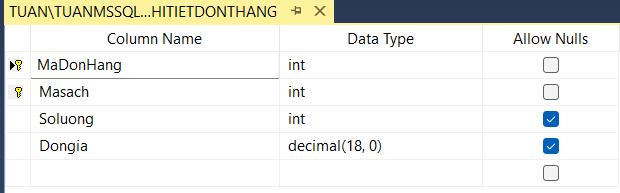 TUAN\TUANMSSQL...HITIETDONTHANG
Column Name Data Type Allow Nulls
MaDonHang int
Masach int
Soluong int
Dongia decimal(18, 0)